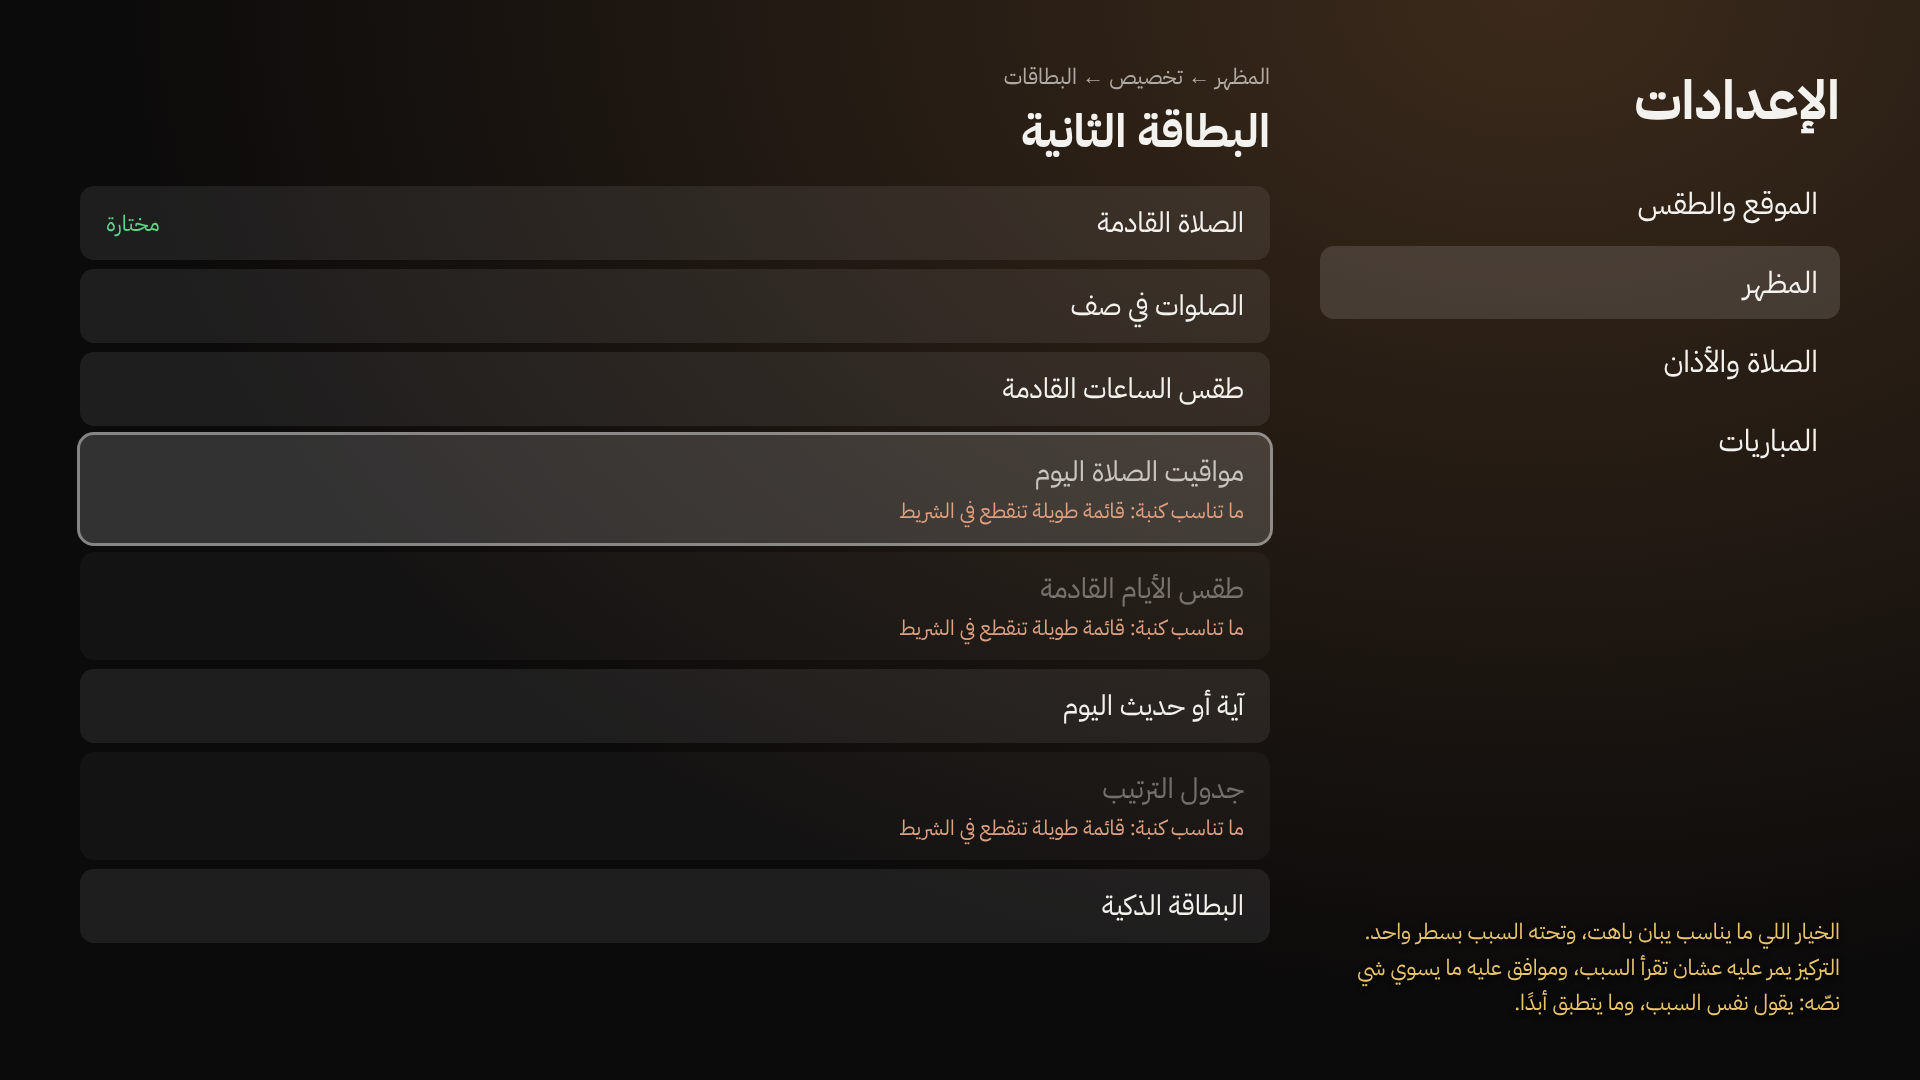 الإعدادات
الموقع والطقس
المظهر
الصلاة والأذان
المباريات
المظهر ← تخصيص ← البطاقات
البطاقة الثانية
الصلاة القادمة
مختارة
الصلوات في صف
طقس الساعات القادمة
مواقيت الصلاة اليوم
ما تناسب كنبة: قائمة طويلة تنقطع في الشريط
طقس الأيام القادمة
ما تناسب كنبة: قائمة طويلة تنقطع في الشريط
آية أو حديث اليوم
جدول الترتيب
ما تناسب كنبة: قائمة طويلة تنقطع في الشريط
البطاقة الذكية
الخيار اللي ما يناسب يبان باهت، وتحته السبب بسطر واحد.
التركيز يمر عليه عشان تقرأ السبب، وموافق عليه ما يسوي شي
نصّه: يقول نفس السبب، وما يتطبق أبدًا.